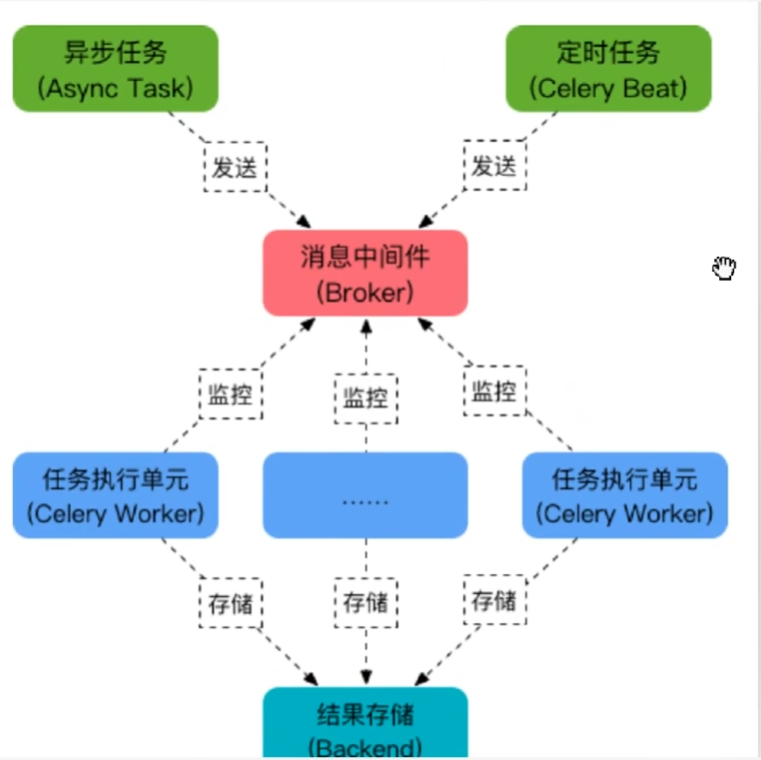 异步任务
(Async Task)
定时任务
(Celery Beat)
发送
发送
消息中间件
(Broker)
监控
监控
监控
任务执行单元
(Celery Worker)
......
任务执行单元
(Celery Worker)
存储
存储
存储
结果存储
(Backend)